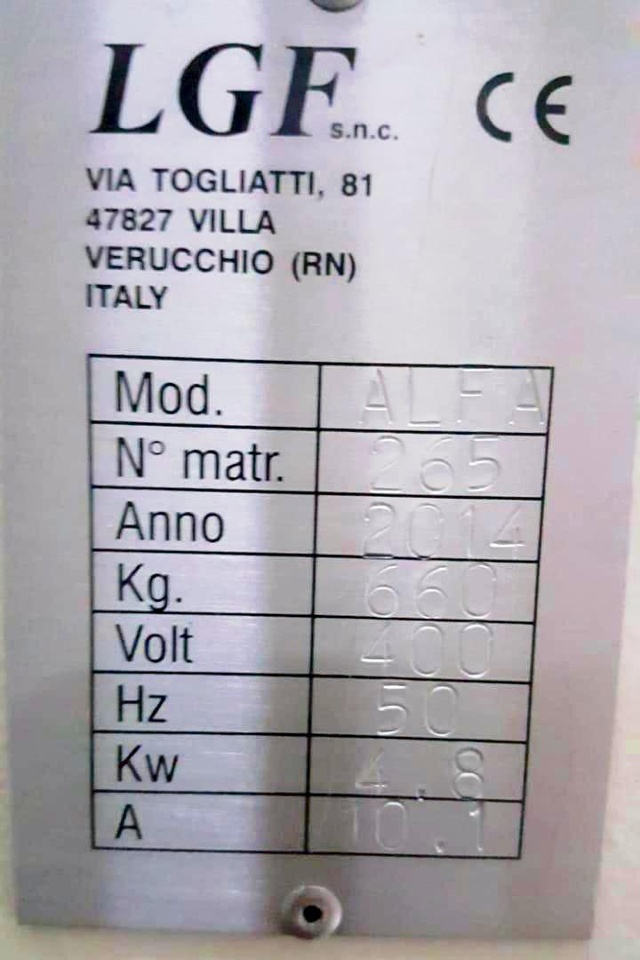 LGF s.n.c. CE
VIA TOGLIATTI, 81
47827 VILLA
VERUCCHIO (RN)
ITALY
Mod. ALFA
N° matr. 265
Anno 2014
Kg. 660
Volt 400
Hz 50
Kw 4.8
A 10.1